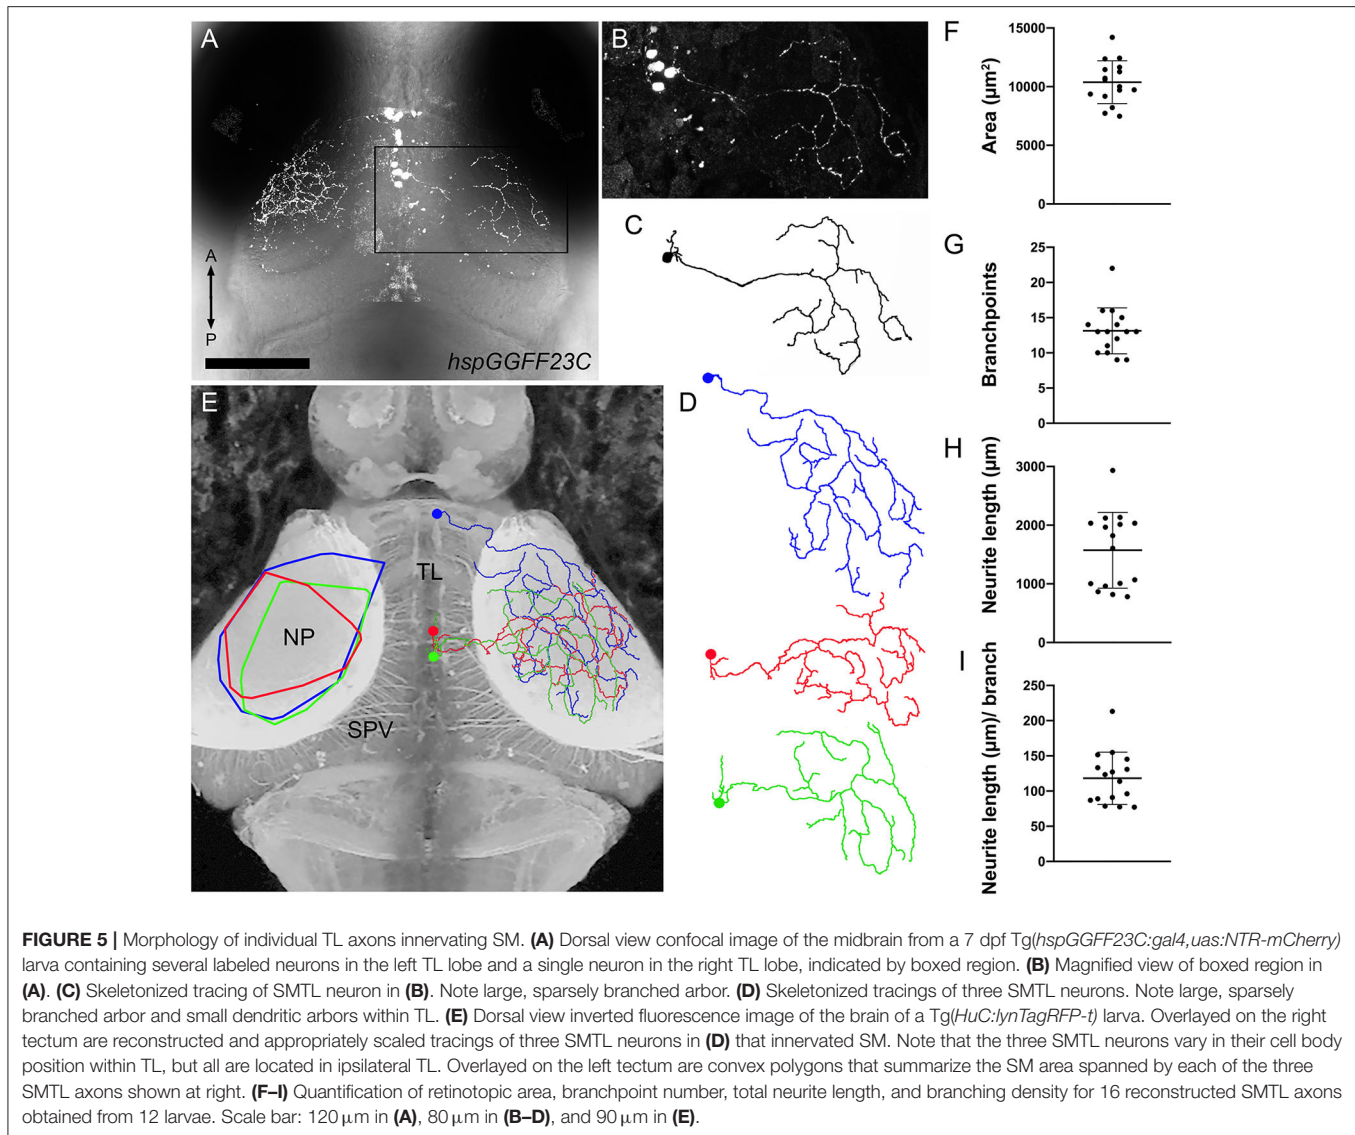 A
A
P
hspGGFF23C
B
C
D
E
TL
NP
SPV
F
Area (µm²)
15000
10000
5000
0
G
Branchpoints
25
20
15
10
5
0
H
Neurite length (µm)
3000
2000
1000
0
I
Neurite length (µm)/ branch
250
200
150
100
50
0
FIGURE 5 | Morphology of individual TL axons innervating SM. (A) Dorsal view confocal image of the midbrain from a 7 dpf Tg(hspGGFF23C:gal4,uas:NTR-mCherry)
larva containing several labeled neurons in the left TL lobe and a single neuron in the right TL lobe, indicated by boxed region. (B) Magnified view of boxed region in
(A). (C) Skeletonized tracing of SMTL neuron in (B). Note large, sparsely branched arbor. (D) Skeletonized tracings of three SMTL neurons. Note large, sparsely
branched arbor and small dendritic arbors within TL. (E) Dorsal view inverted fluorescence image of the brain of a Tg(HuC:lynTagRFP-t) larva. Overlayed on the right
tectum are reconstructed and appropriately scaled tracings of three SMTL neurons in (D) that innervated SM. Note that the three SMTL neurons vary in their cell body
position within TL, but all are located in ipsilateral TL. Overlayed on the left tectum are convex polygons that summarize the SM area spanned by each of the three
SMTL axons shown at right. (F–I) Quantification of retinotopic area, branchpoint number, total neurite length, and branching density for 16 reconstructed SMTL axons
obtained from 12 larvae. Scale bar: 120 µm in (A), 80 µm in (B–D), and 90 µm in (E).